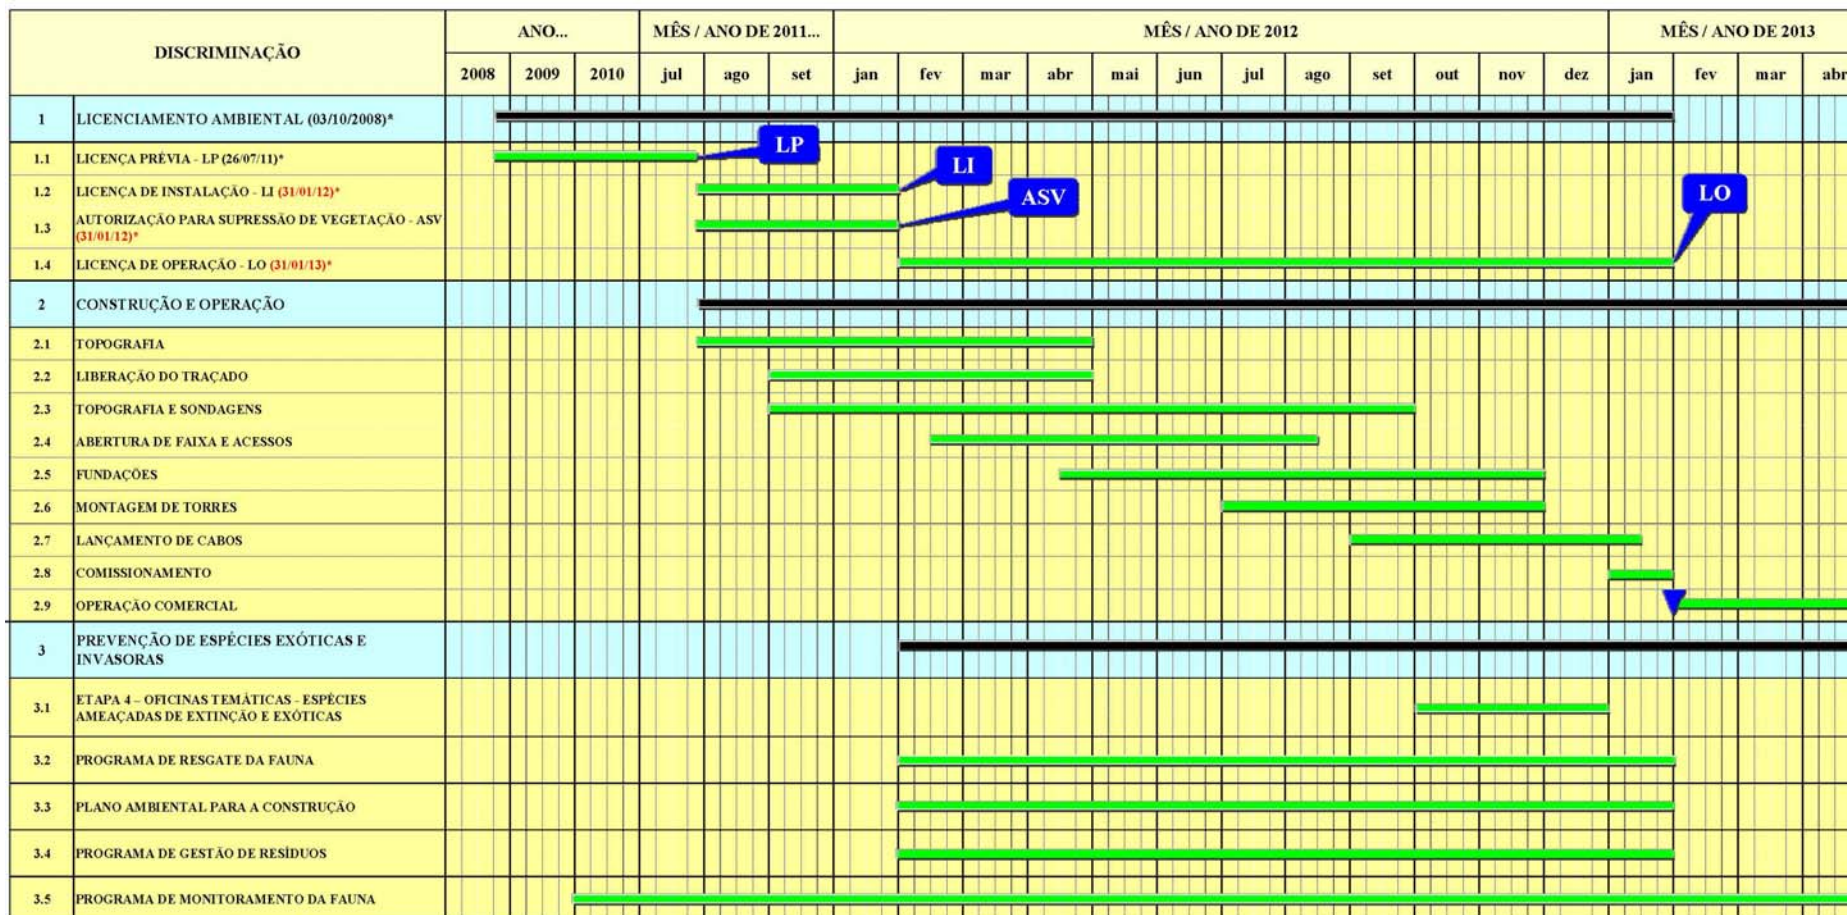 DISCRIMINAÇÃO
ANO...
MÊS / ANO DE 2011...
MÊS / ANO DE 2012
MÊS / ANO DE 2013
2008 2009 2010 jul ago set jan fev mar abr mai jun jul ago set out nov dez jan fev mar abr
1 LICENCIAMENTO AMBIENTAL (03/10/2008)*
1.1 LICENÇA PRÉVIA - LP (26/07/11)*
LP
1.2 LICENÇA DE INSTALAÇÃO - LI (31/01/12)*
LI
1.3 AUTORIZAÇÃO PARA SUPRESSÃO DE VEGETAÇÃO - ASV
(31/01/12)*
ASV
1.4 LICENÇA DE OPERAÇÃO - LO (31/01/13)*
LO
2 CONSTRUÇÃO E OPERAÇÃO
2.1 TOPOGRAFIA
2.2 LIBERAÇÃO DO TRAÇADO
2.3 TOPOGRAFIA E SONDAGENS
2.4 ABERTURA DE FAIXA E ACESSOS
2.5 FUNDAÇÕES
2.6 MONTAGEM DE TORRES
2.7 LANÇAMENTO DE CABOS
2.8 COMISSIONAMENTO
2.9 OPERAÇÃO COMERCIAL
3 PREVENÇÃO DE ESPÉCIES EXÓTICAS E
INVASORAS
3.1 ETAPA 4 – OFICINAS TEMÁTICAS - ESPÉCIES
AMEAÇADAS DE EXTINÇÃO E EXÓTICAS
3.2 PROGRAMA DE RESGATE DA FAUNA
3.3 PLANO AMBIENTAL PARA A CONSTRUÇÃO
3.4 PROGRAMA DE GESTÃO DE RESÍDUOS
3.5 PROGRAMA DE MONITORAMENTO DA FAUNA